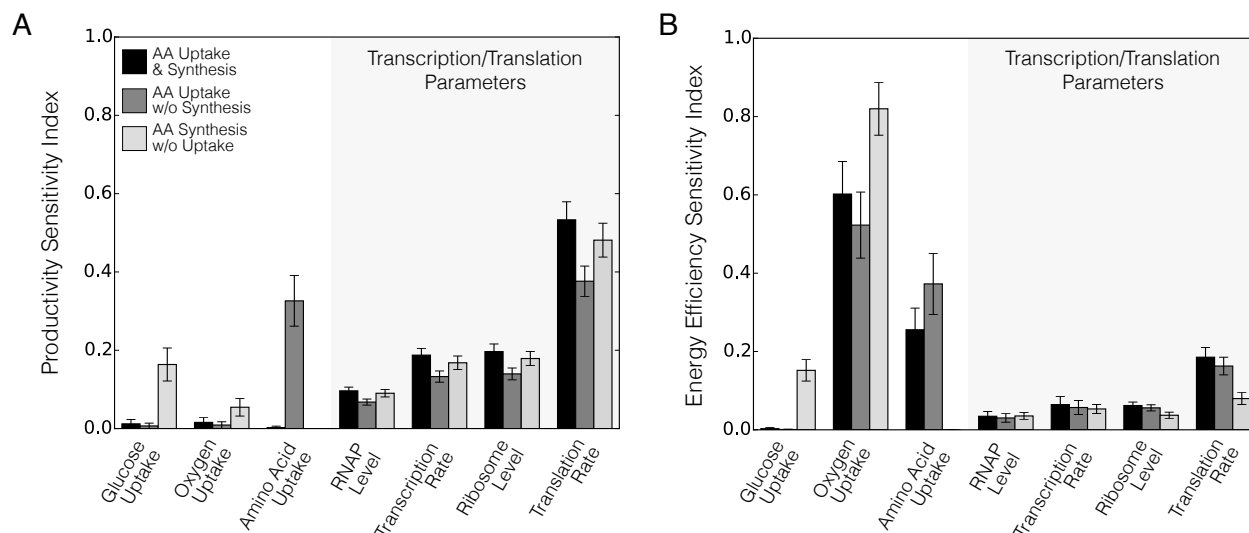 A
Productivity Sensitivity Index
1.0
0.8
0.6
0.4
0.2
0.0
AA Uptake
& Synthesis
AA Uptake
w/o Synthesis
AA Synthesis
w/o Uptake
Transcription/Translation
Parameters
Glucose
Uptake
Oxygen
Uptake
Amino Acid
Uptake
RNAP
Level
Transcription
Rate
Ribosome
Level
Translation
Rate
B
Energy Efficiency Sensitivity Index
1.0
0.8
0.6
0.4
0.2
0.0
Transcription/Translation
Parameters
Glucose
Uptake
Oxygen
Uptake
Amino Acid
Uptake
RNAP
Level
Transcription
Rate
Ribosome
Level
Translation
Rate